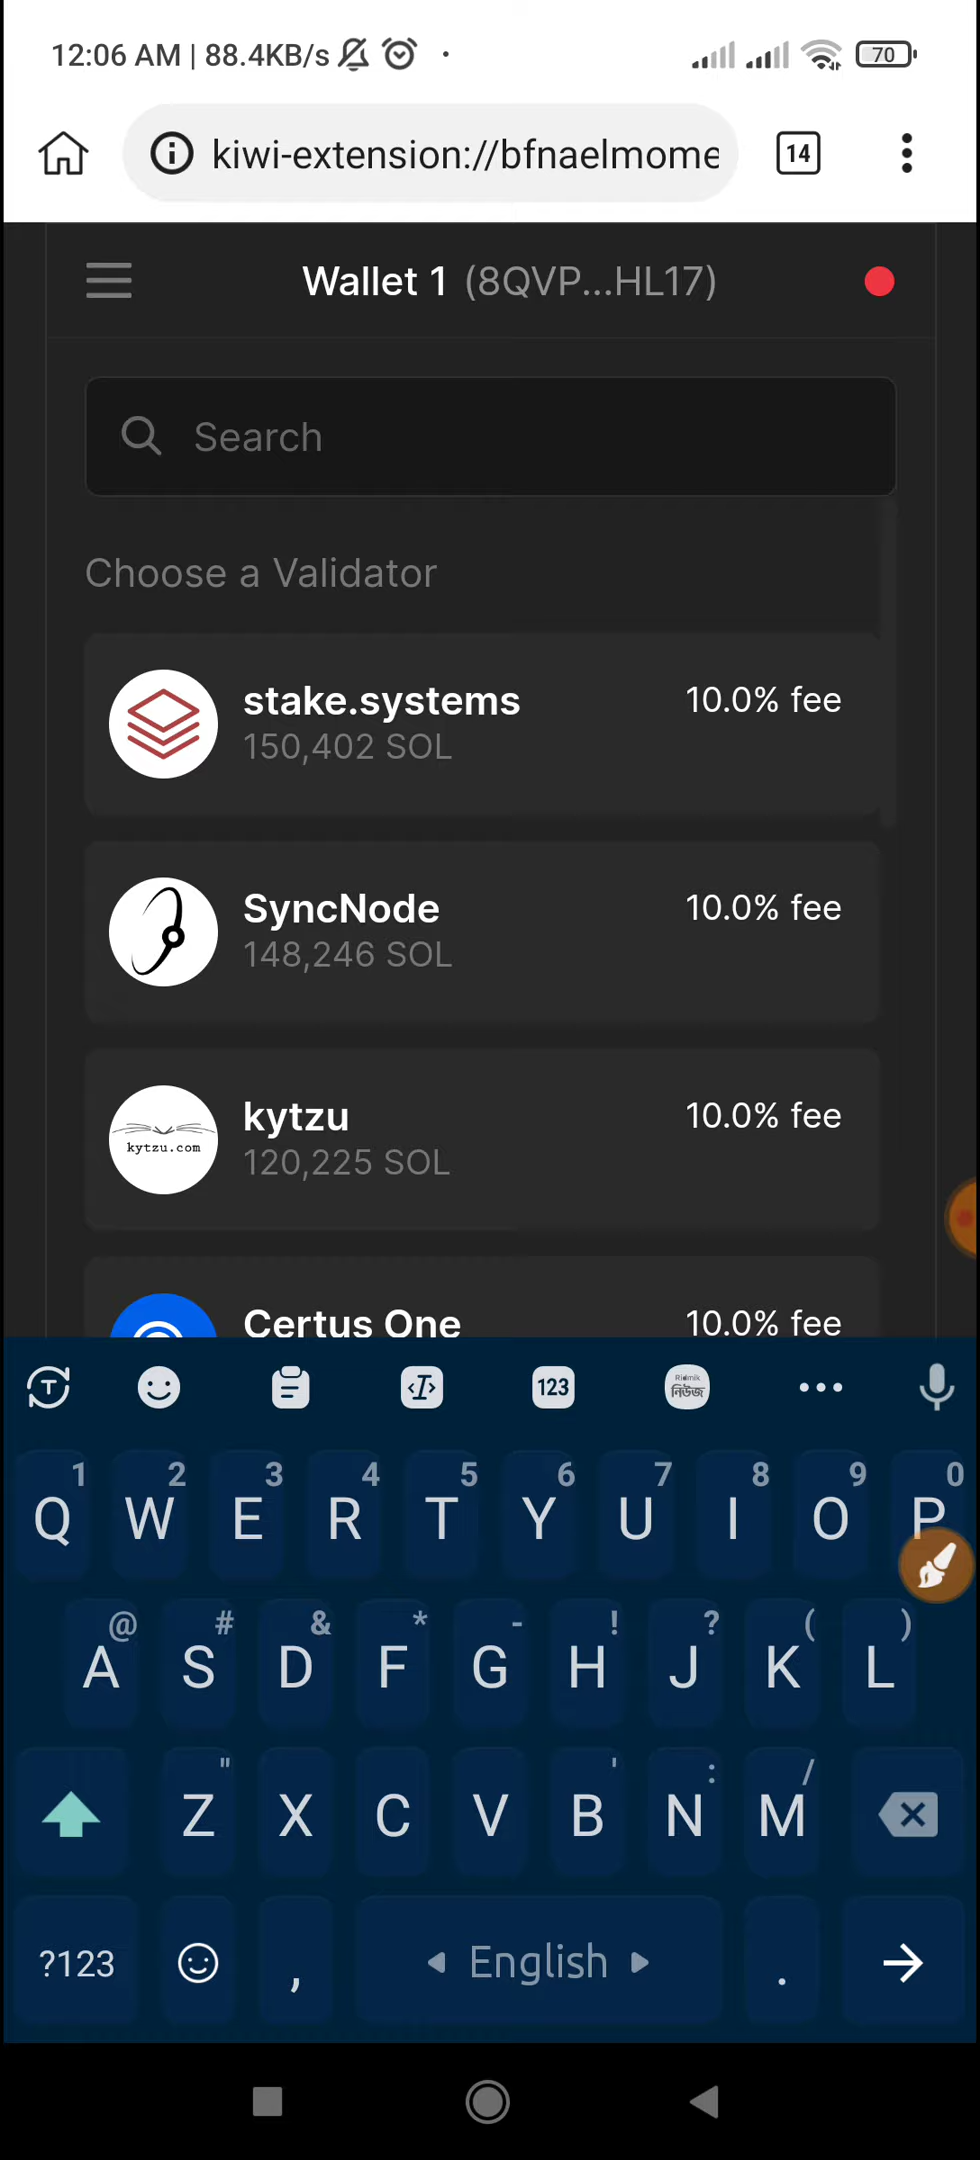 12:06 AM | 88.4KB/s
70
kiwi-extension://bfnaelmome
14
Wallet 1 (8QVP...HL17)
Search
Choose a Validator
stake.systems
10.0% fee
150,402 SOL
SyncNode
10.0% fee
148,246 SOL
kytzu
10.0% fee
kytzu.com
120,225 SOL
Certus One
10.0% fee
T
123
Ridmik
নিউজ
1 2 3 4 5 6 7 8 9 0
Q W E R T Y U I O P
@ # & * - ! ? ( )
A S D F G H J K L
" ' : /
Z X C V B N M
?123 , English .